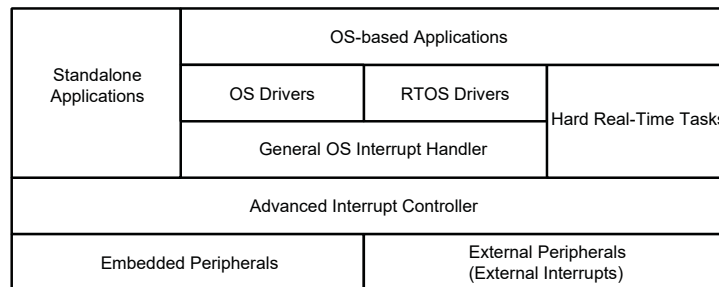 OS-based Applications
Standalone
Applications
OS Drivers
RTOS Drivers
Hard Real-Time Tasks
General OS Interrupt Handler
Advanced Interrupt Controller
Embedded Peripherals
External Peripherals
(External Interrupts)